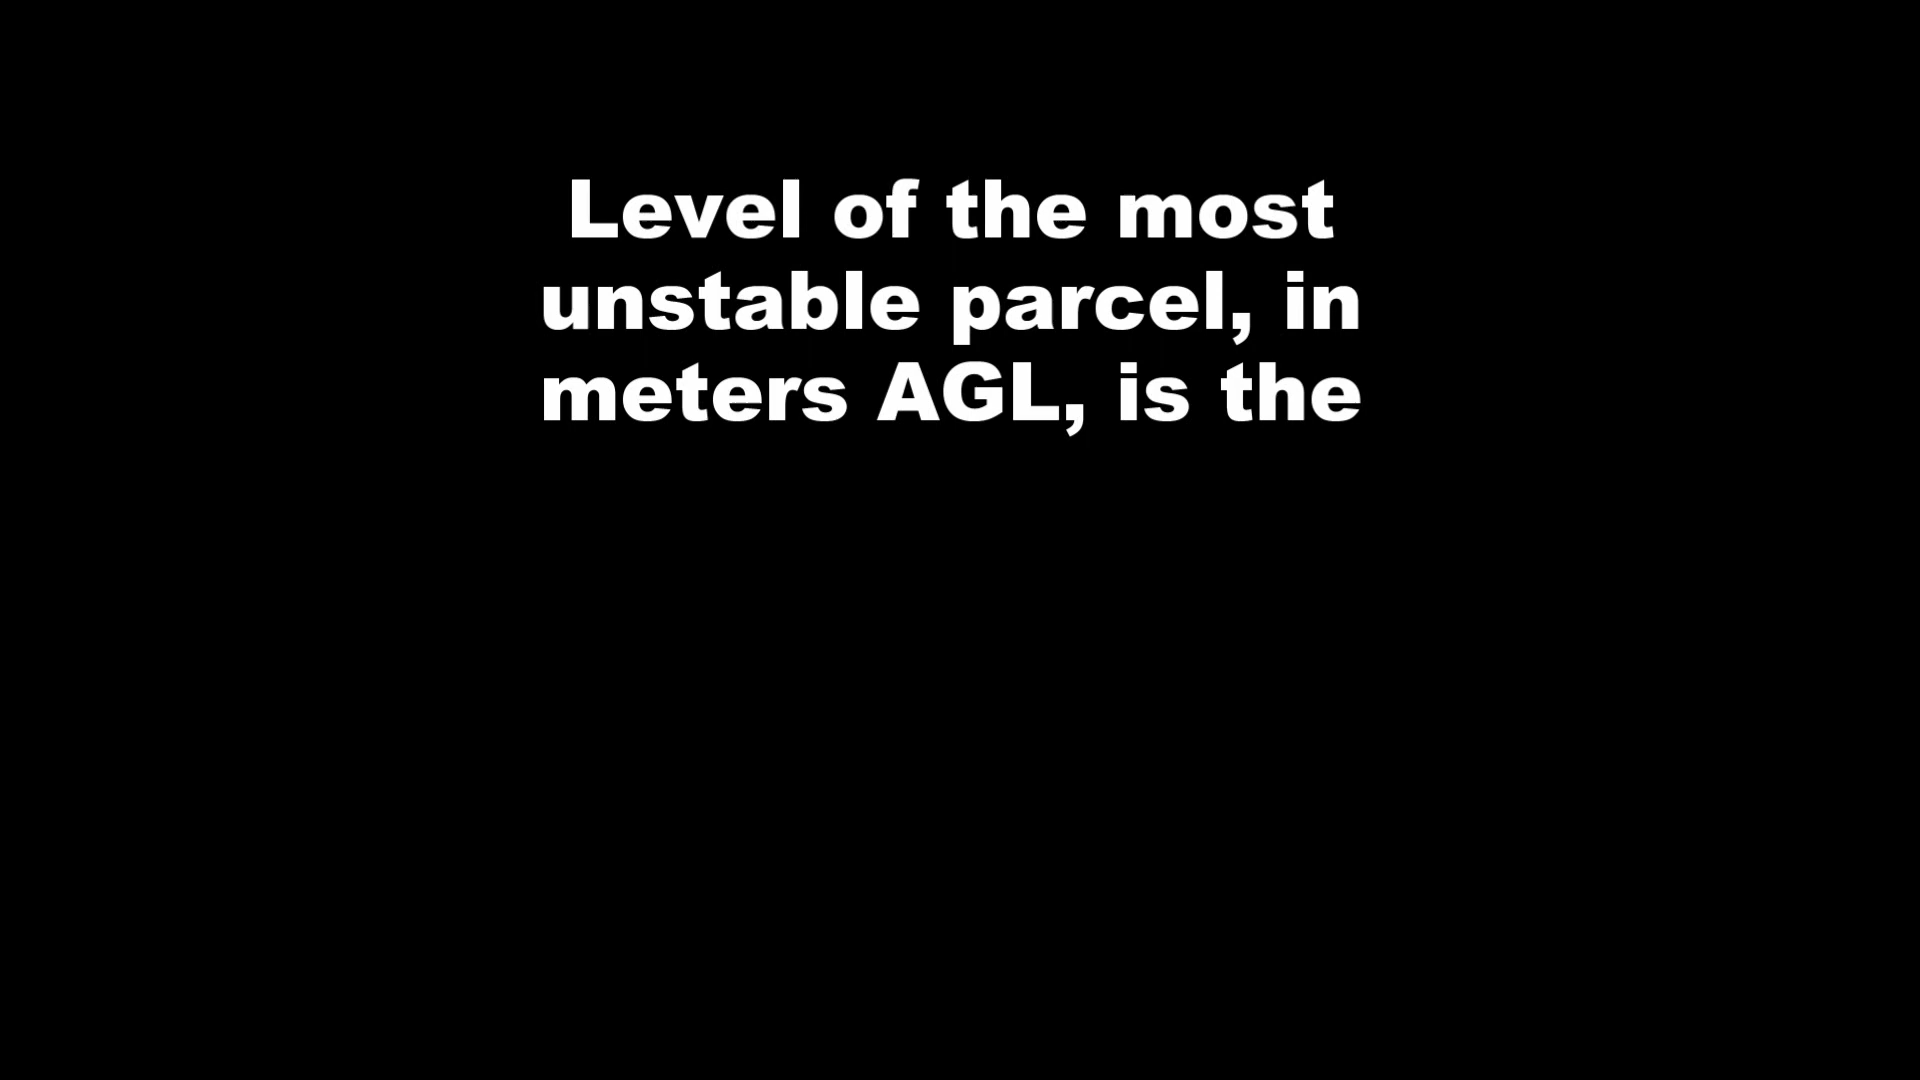 Level of the most
unstable parcel, in
meters AGL, is the